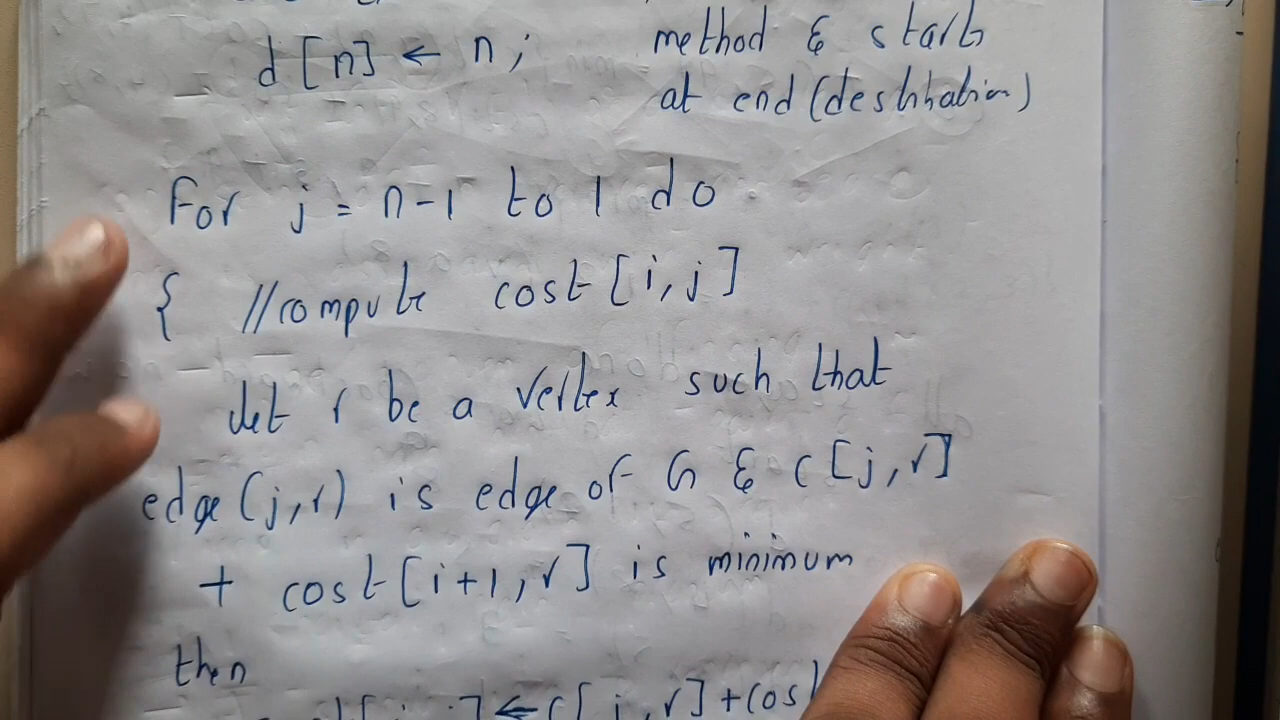 d[n] ← n; method & starts
at end (destination)
For j = n-1 to 1 do
{ //compute cost[i,j]
Let r be a vertex such that
edge (j,r) is edge of G & c[j,r]
+ cost[i+1,r] is minimum
then
] ← c[j,r] + cos